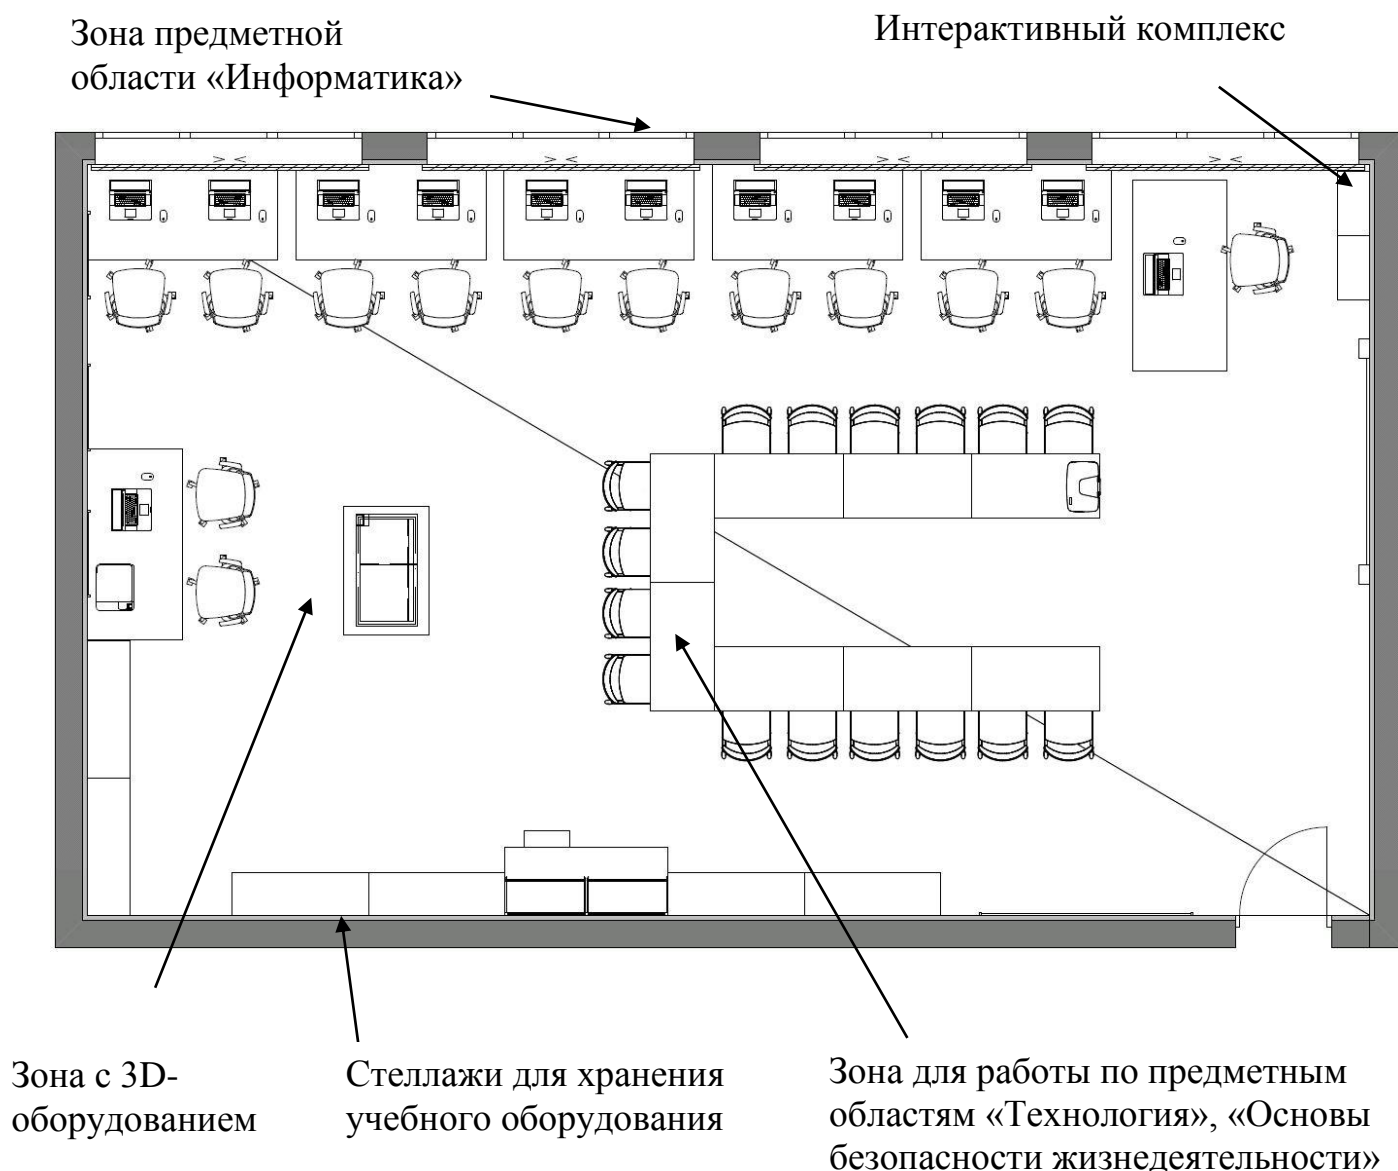 Зона предметной
области «Информатика»
Интерактивный комплекс
Зона с 3D-
оборудованием
Стеллажи для хранения
учебного оборудования
Зона для работы по предметным
областям «Технология», «Основы
безопасности жизнедеятельности»